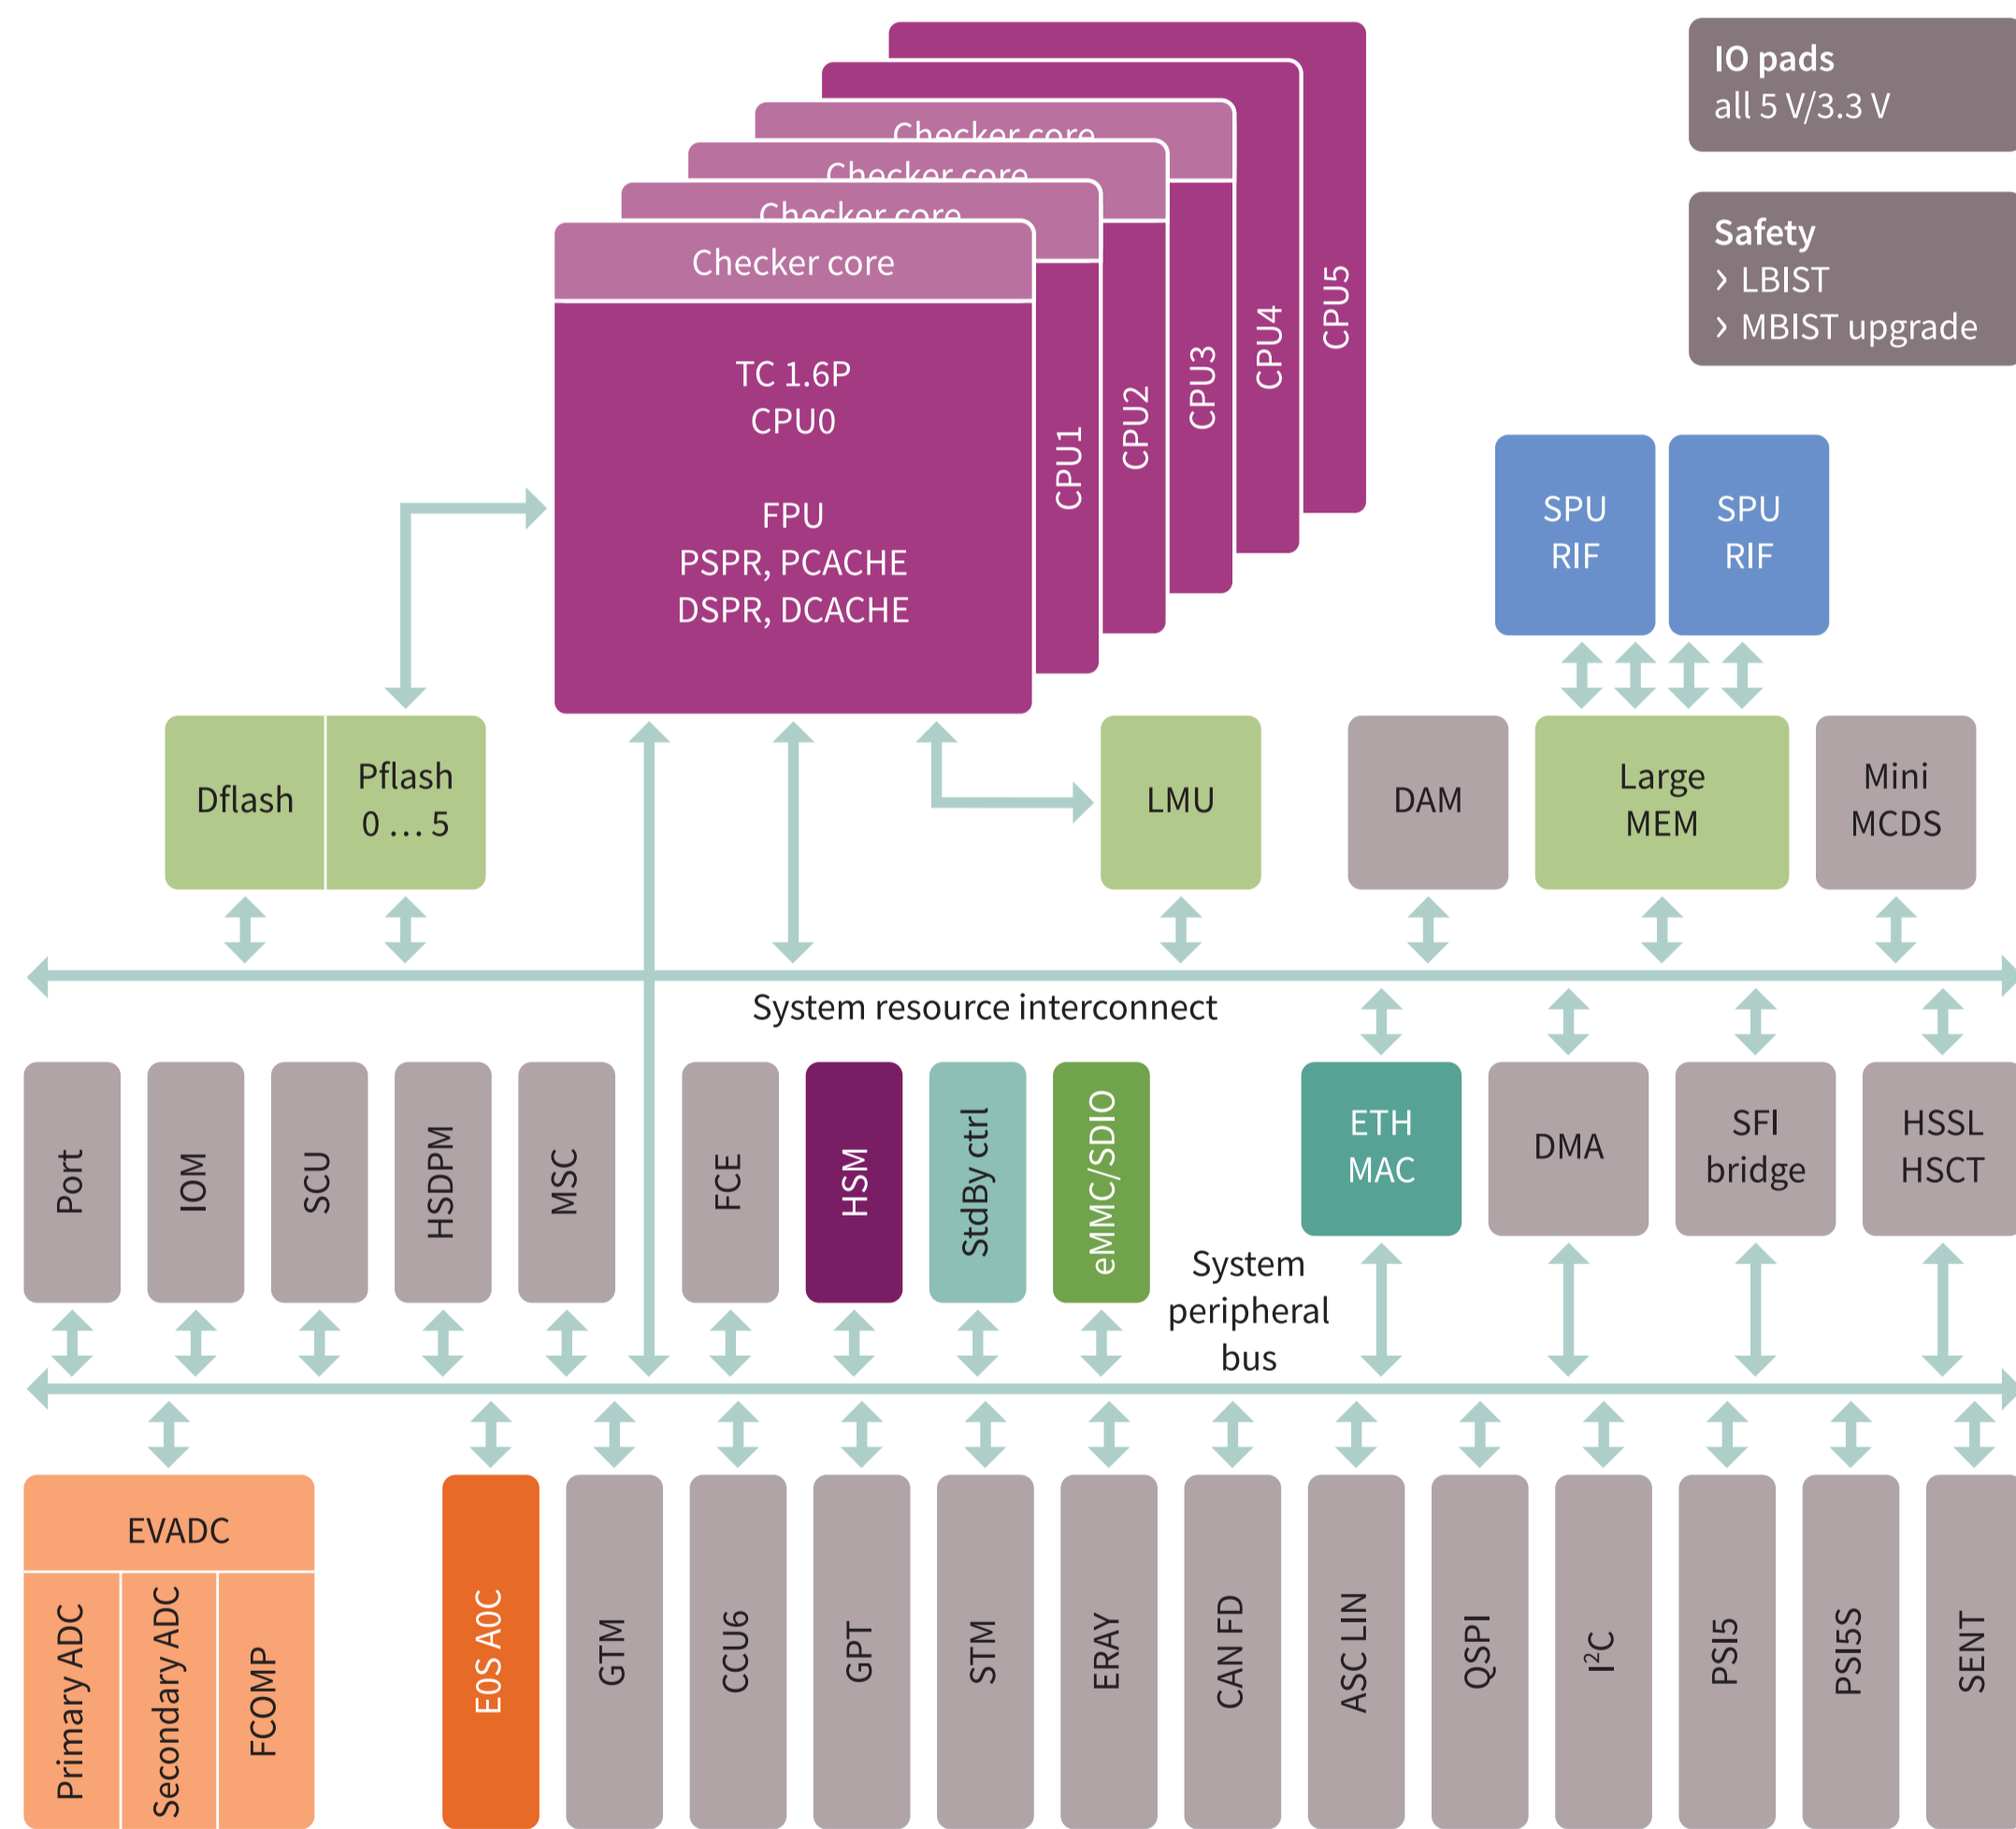 IO pads
all 5 V/3.3 V
Safety
› LBIST
› MBIST upgrade
Checker core
Checker core
Checker core
Checker core
TC 1.6P
CPU0
FPU
PSPR, PCACHE
DSPR, DCACHE
CPU1
CPU2
CPU3
CPU4
CPU5
SPU
RIF
SPU
RIF
Dflash
Pflash
0 … 5
LMU
DAM
Large
MEM
Mini
MCDS
System resource interconnect
Port
IOM
SCU
HSDPM
MSC
FCE
HSM
StdBy ctrl
eMMC/SDIO
ETH
MAC
DMA
SFI
bridge
HSSL
HSCT
System
peripheral
bus
EVADC
Primary ADC
Secondary ADC
FCOMP
E0S A0C
GTM
CCU6
GPT
STM
ERAY
CAN FD
ASC LIN
QSPI
I²C
PSI5
PSI5S
SENT